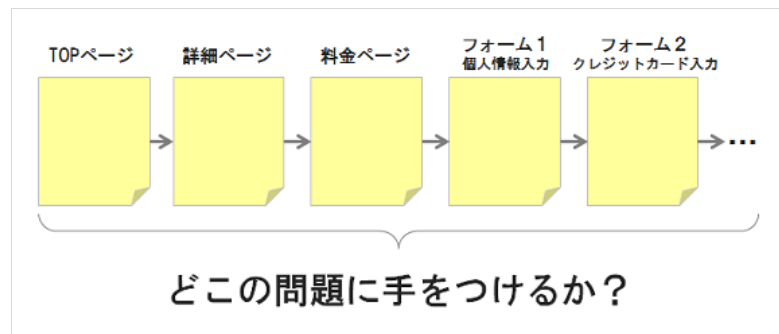 TOPページ
詳細ページ
料金ページ
フォーム1
個人情報入力
フォーム2
クレジットカード入力
…
どこの問題に手をつけるか？